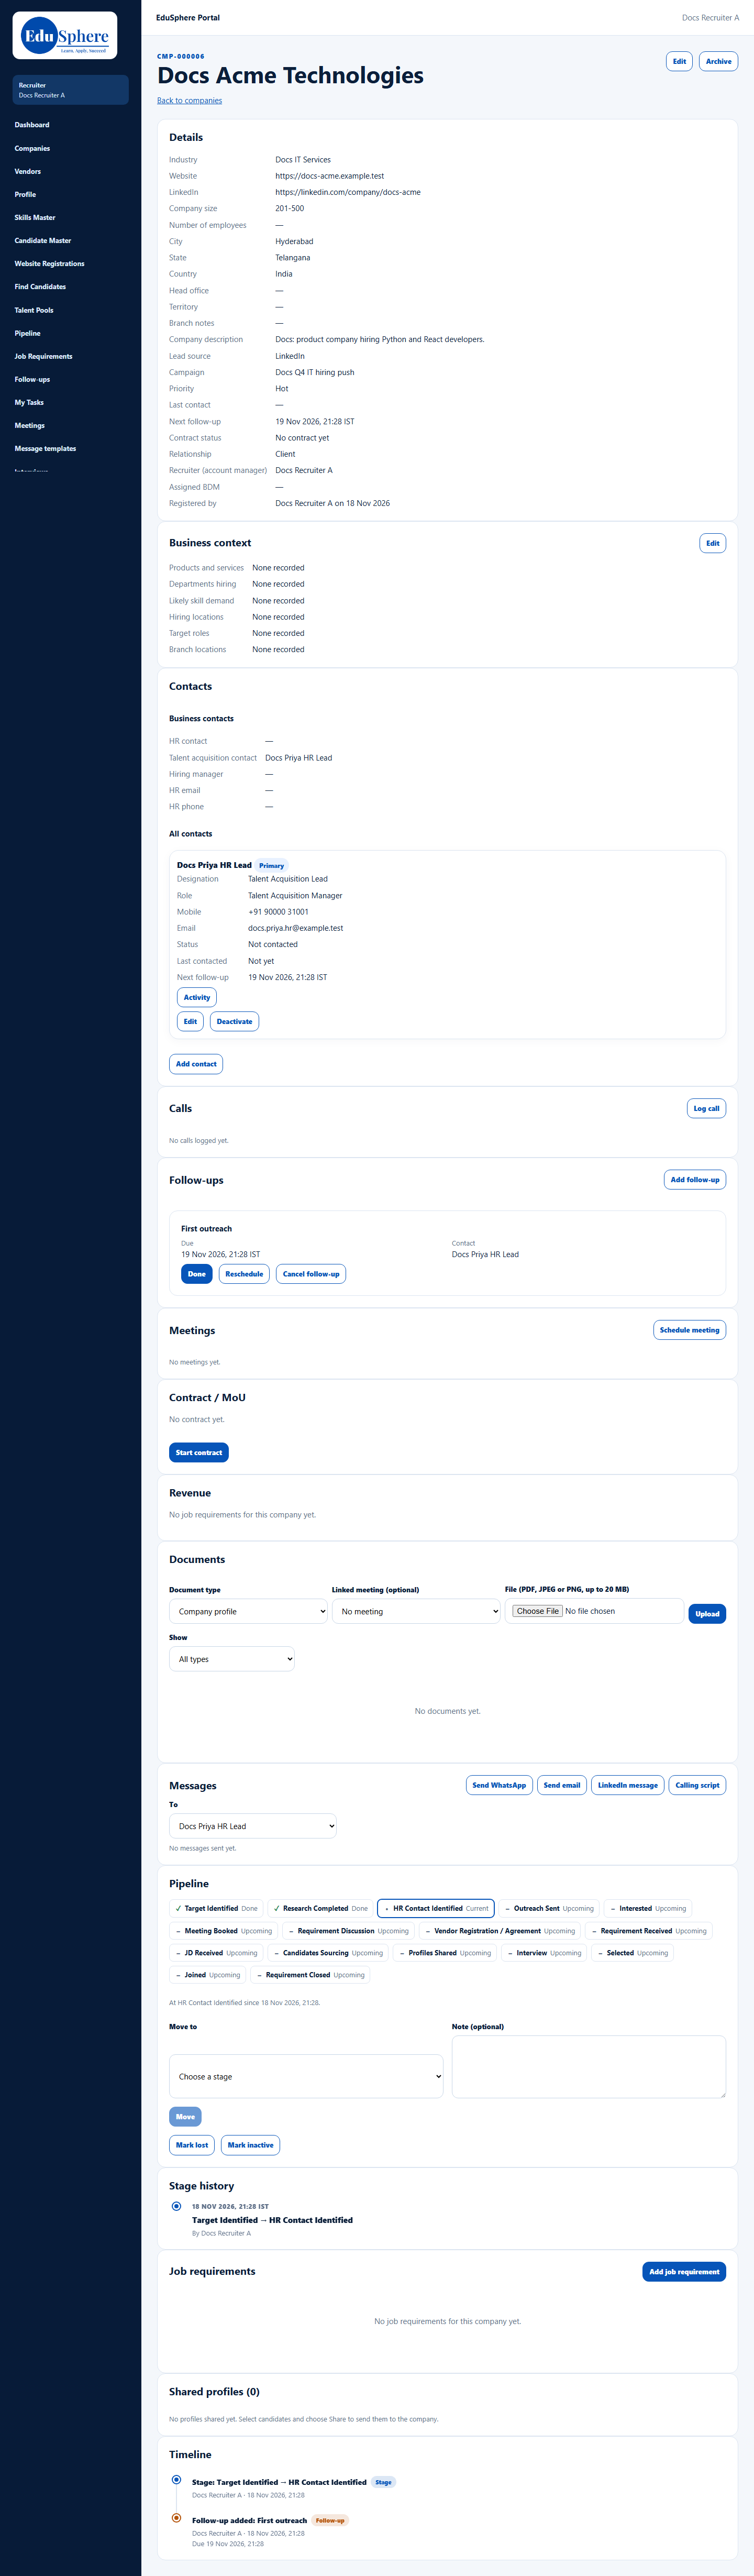 EduSphere
Learn. Apply. Succeed
Recruiter
Docs Recruiter A
Dashboard
Companies
Vendors
Profile
Skills Master
Candidate Master
Website Registrations
Find Candidates
Talent Pools
Pipeline
Job Requirements
Follow-ups
My Tasks
Meetings
Message templates
EduSphere Portal
Docs Recruiter A
CMP-000006
Docs Acme Technologies
Edit Archive
Back to companies
Details
Industry Docs IT Services
Website https://docs-acme.example.test
LinkedIn https://linkedin.com/company/docs-acme
Company size 201-500
Number of employees —
City Hyderabad
State Telangana
Country India
Head office —
Territory —
Branch notes —
Company description Docs: product company hiring Python and React developers.
Lead source LinkedIn
Campaign Docs Q4 IT hiring push
Priority Hot
Last contact —
Next follow-up 19 Nov 2026, 21:28 IST
Contract status No contract yet
Relationship Client
Recruiter (account manager) Docs Recruiter A
Assigned BDM —
Registered by Docs Recruiter A on 18 Nov 2026
Business context
Edit
Products and services None recorded
Departments hiring None recorded
Likely skill demand None recorded
Hiring locations None recorded
Target roles None recorded
Branch locations None recorded
Contacts
Business contacts
HR contact —
Talent acquisition contact Docs Priya HR Lead
Hiring manager —
HR email —
HR phone —
All contacts
Docs Priya HR Lead Primary
Designation Talent Acquisition Lead
Role Talent Acquisition Manager
Mobile +91 90000 31001
Email docs.priya.hr@example.test
Status Not contacted
Last contacted Not yet
Next follow-up 19 Nov 2026, 21:28 IST
Activity
Edit Deactivate
Add contact
Calls
Log call
No calls logged yet.
Follow-ups
Add follow-up
First outreach
Due Contact
19 Nov 2026, 21:28 IST Docs Priya HR Lead
Done Reschedule Cancel follow-up
Meetings
Schedule meeting
No meetings yet.
Contract / MoU
No contract yet.
Start contract
Revenue
No job requirements for this company yet.
Documents
Document type Linked meeting (optional) File (PDF, JPEG or PNG, up to 20 MB)
Company profile No meeting Choose File No file chosen Upload
Show
All types
No documents yet.
Messages
Send WhatsApp Send email LinkedIn message Calling script
To
Docs Priya HR Lead
No messages sent yet.
Pipeline
✓ Target Identified Done ✓ Research Completed Done • HR Contact Identified Current – Outreach Sent Upcoming – Interested Upcoming
– Meeting Booked Upcoming – Requirement Discussion Upcoming – Vendor Registration / Agreement Upcoming – Requirement Received Upcoming
– JD Received Upcoming – Candidates Sourcing Upcoming – Profiles Shared Upcoming – Interview Upcoming – Selected Upcoming
– Joined Upcoming – Requirement Closed Upcoming
At HR Contact Identified since 18 Nov 2026, 21:28.
Move to Note (optional)
Choose a stage
Move
Mark lost Mark inactive
Stage history
18 NOV 2026, 21:28 IST
Target Identified → HR Contact Identified
By Docs Recruiter A
Job requirements
Add job requirement
No job requirements for this company yet.
Shared profiles (0)
No profiles shared yet. Select candidates and choose Share to send them to the company.
Timeline
Stage: Target Identified → HR Contact Identified Stage
Docs Recruiter A · 18 Nov 2026, 21:28
Follow-up added: First outreach Follow-up
Docs Recruiter A · 18 Nov 2026, 21:28
Due 19 Nov 2026, 21:28